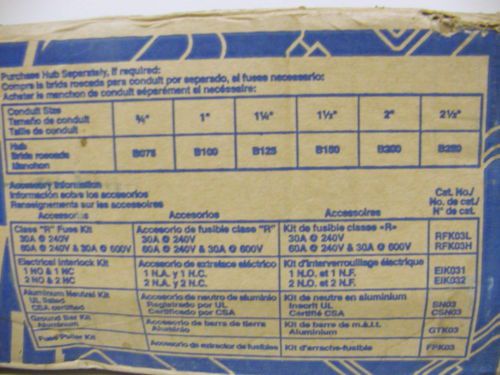 Purchase Hub Separately, if required:
Compre la brida roscada para conduit por separado, si fuese necesario:
Acheter le manchon de conduit séparément si nécessaire:
Conduit Size
Tamaño de conduit
Taille de conduit
¾" 1" 1¼" 1½" 2" 2½"
Hub
Brida roscada
Manchon
B075 B100 B125 B150 B200 B250
Accessory Information
Información sobre los accesorios
Renseignements sur les accessoires
Cat. No./
No. de cat./
N° de cat.
Accessories Accesorios Accessoires
Class "R" Fuse Kit Accesorio de fusible clase "R" Kit de fusible classe «R»
30A @ 240V 30A @ 240V 30A @ 240V RFK03L
60A @ 240V & 30A @ 600V 60A @ 240V & 30A @ 600V 60A @ 240V & 30A @ 600V RFK03H
Electrical Interlock Kit Accesorio de entrelace eléctrico Kit d'interverrouillage électrique
1 NO & 1 NC 1 N.A. y 1 N.C. 1 N.O. et 1 N.F. EIK031
2 NO & 2 NC 2 N.A. y 2 N.C. 2 N.O. et 2 N.F. EIK032
Aluminum Neutral Kit Accesorio de neutro de aluminio Kit de neutre en aluminium
UL listed Registrado por UL Inscrit UL SN03
CSA certified Certificado por CSA Certifié CSA CSN03
Ground Bar Kit Accesorio de barra de tierra Kit de barre de m.à.l.t.
Aluminum Aluminio Aluminium GTK03
Fuse Puller Kit Accesorio de extractor de fusibles Kit d'arrache-fusible FPK03